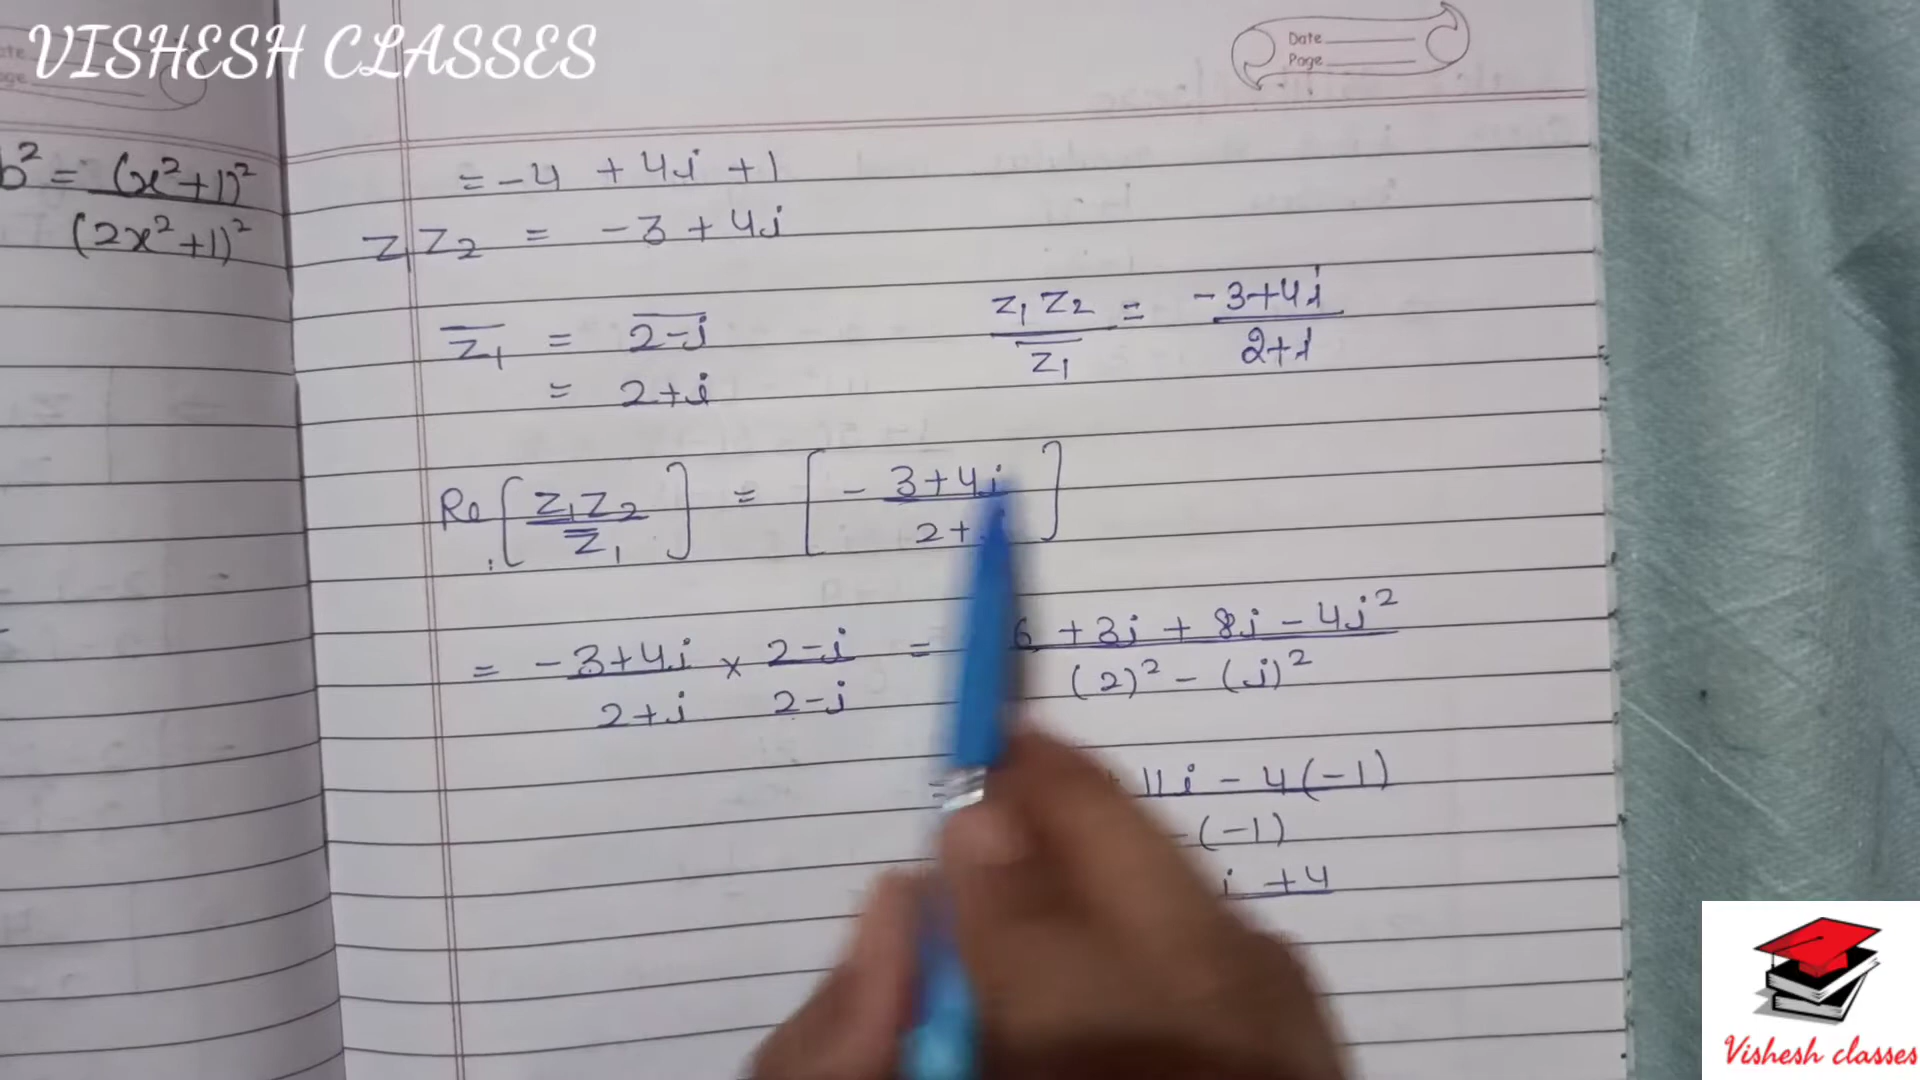 VISHESH CLASSES
Date
Page
b² = (x²+1)²
(2x²+1)²
= -4 + 4i + 1
z₁z₂ = -3 + 4i
z̅₁ = 2-i
= 2+i
z₁z₂ / z̅₁ = -3+4i / 2+i
Re [ z₁z₂ / z̅₁ ] = [ -3+4i / 2+ ]
= -3+4i / 2+i × 2-i / 2-i = 6 +3i + 8i - 4i² / (2)² - (i)²
= + 11i - 4(-1)
-(-1)
i + 4
Vishesh classes